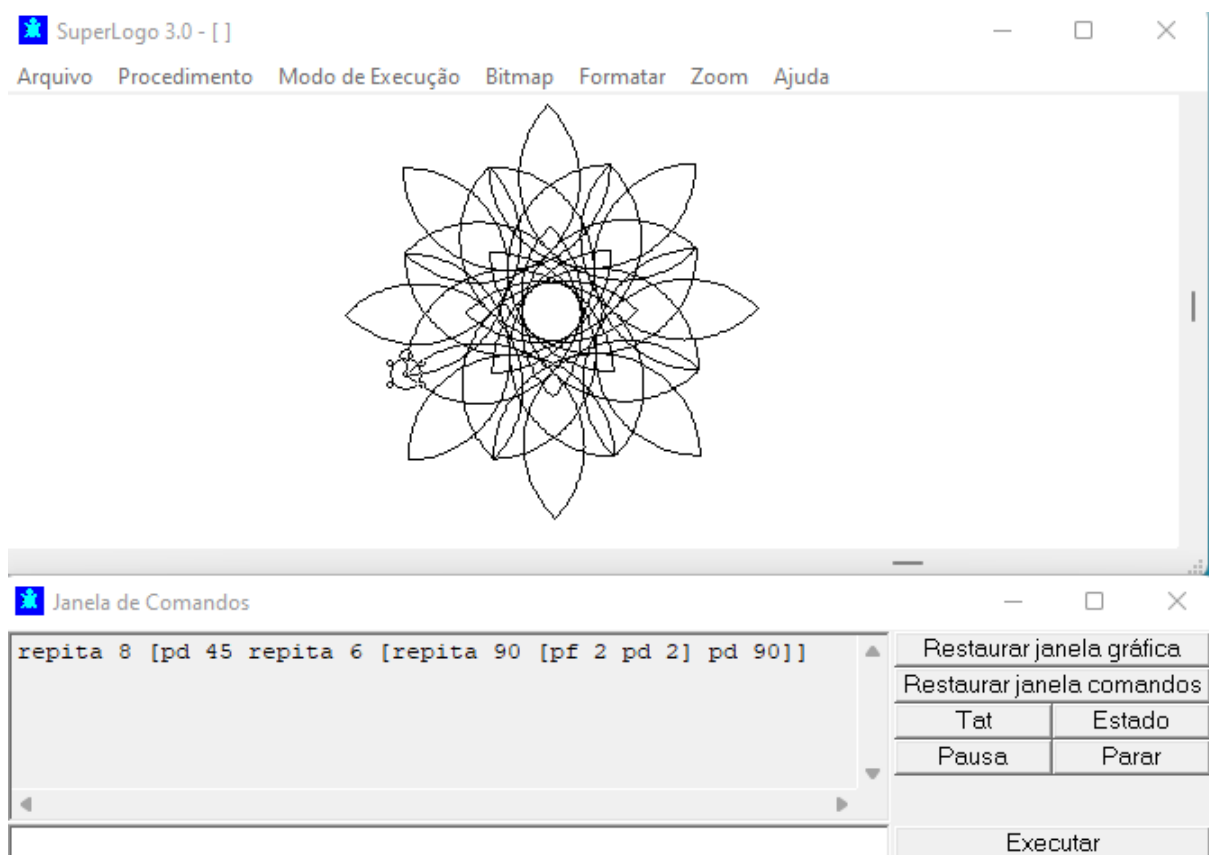 SuperLogo 3.0 - [ ]
Arquivo Procedimento Modo de Execução Bitmap Formatar Zoom Ajuda
Janela de Comandos
repita 8 [pd 45 repita 6 [repita 90 [pf 2 pd 2] pd 90]]
Restaurar janela gráfica
Restaurar janela comandos
Tat Estado
Pausa Parar
Executar